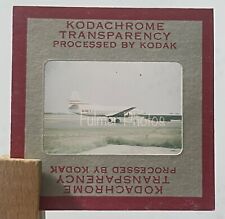 KODACHROME
TRANSPARENCY
PROCESSED BY KODAK
KODACHROME
TRANSPARENCY
PROCESSED BY KODAK